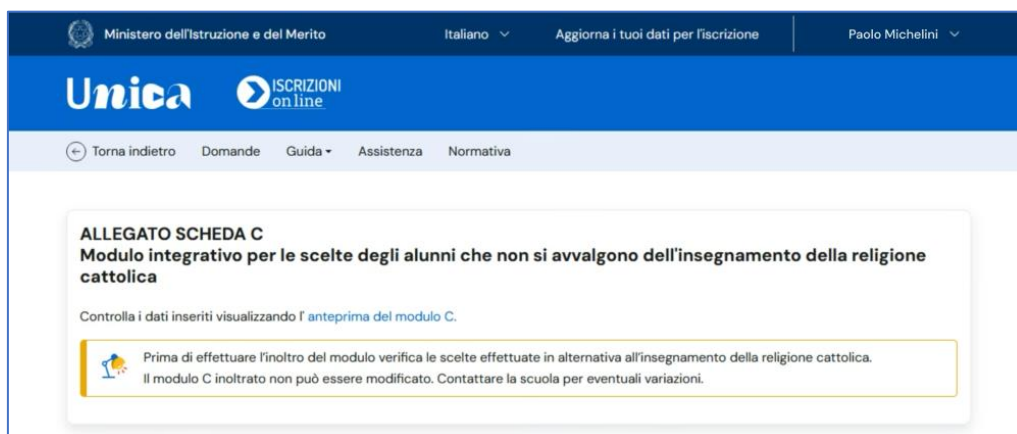 Ministero dell'Istruzione e del Merito Italiano Aggiorna i tuoi dati per l'iscrizione Paolo Michelini
Unica ISCRIZIONI
on line
Torna indietro Domande Guida Assistenza Normativa
ALLEGATO SCHEDA C
Modulo integrativo per le scelte degli alunni che non si avvalgono dell'insegnamento della religione
cattolica
Controlla i dati inseriti visualizzando l' anteprima del modulo C.
Prima di effettuare l'inoltro del modulo verifica le scelte effettuate in alternativa all'insegnamento della religione cattolica.
Il modulo C inoltrato non può essere modificato. Contattare la scuola per eventuali variazioni.